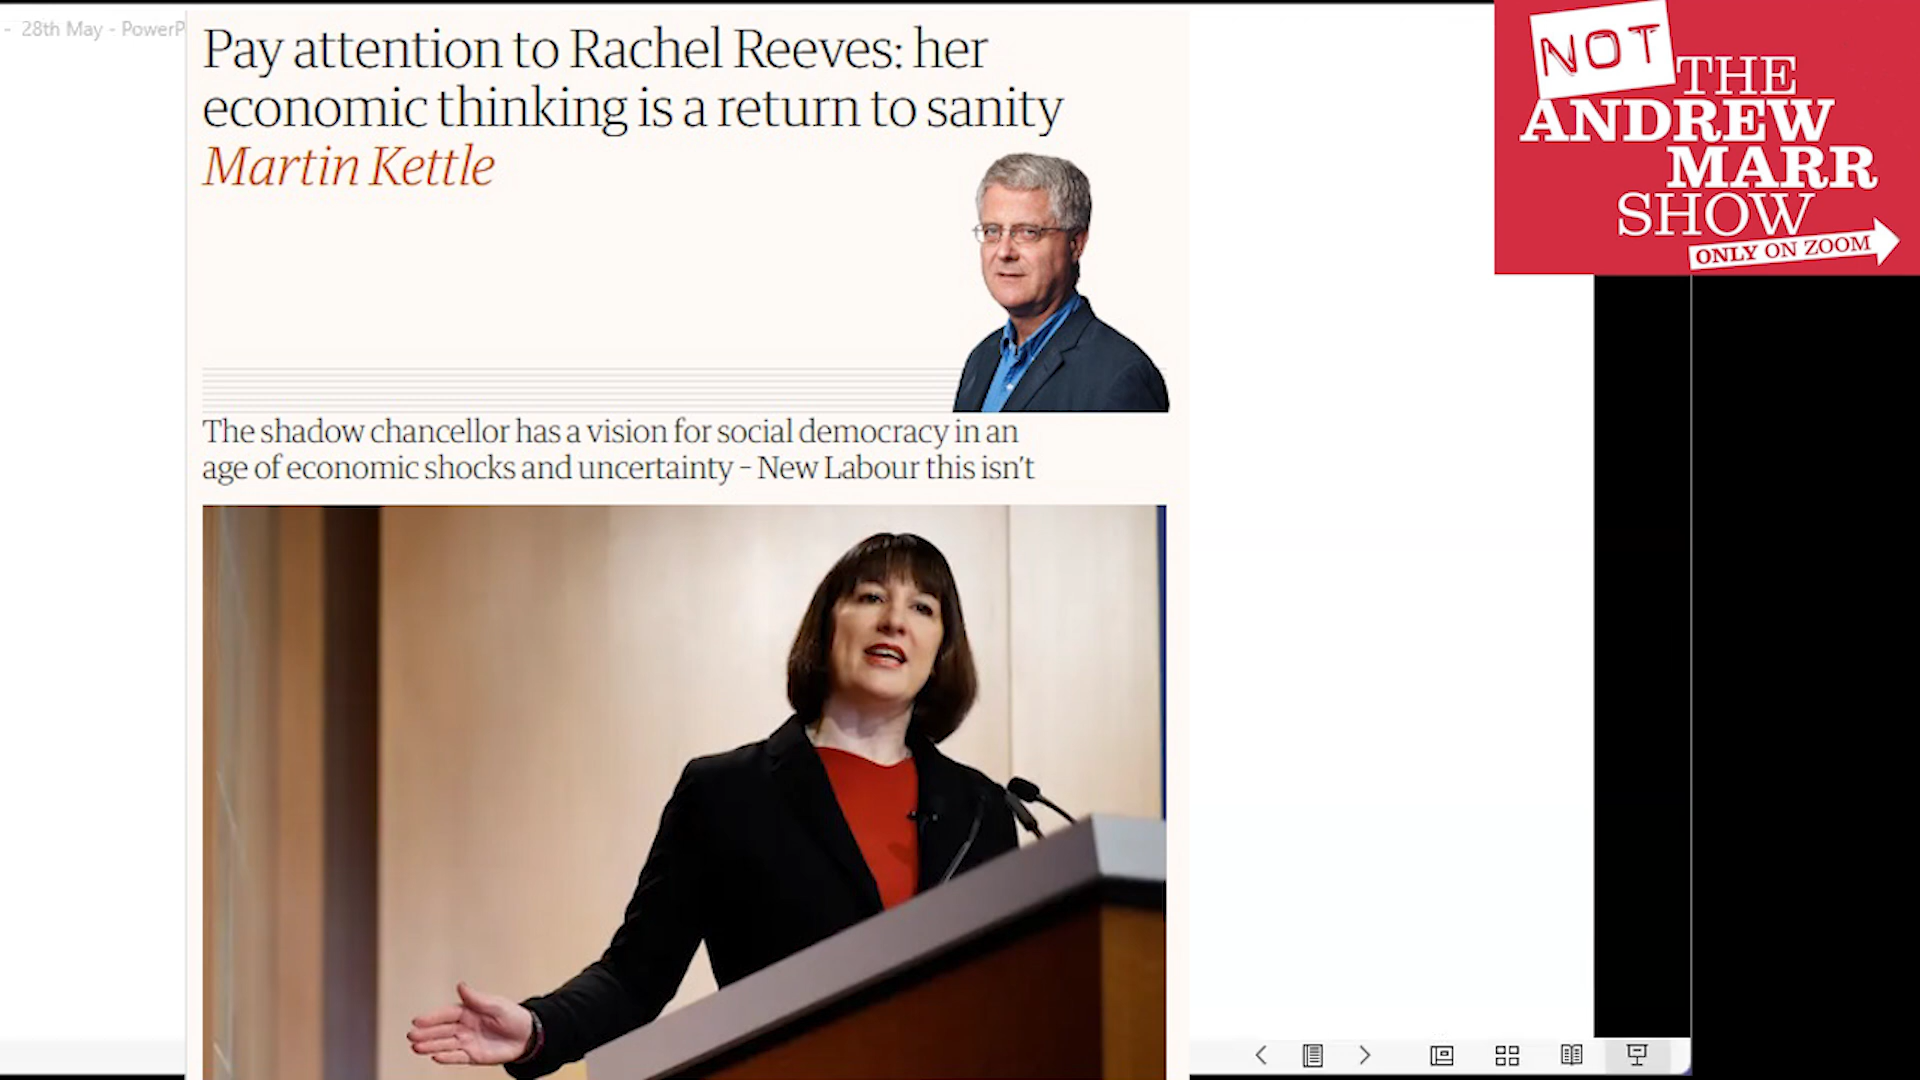 - 28th May - PowerP
Pay attention to Rachel Reeves: her
economic thinking is a return to sanity
Martin Kettle
The shadow chancellor has a vision for social democracy in an
age of economic shocks and uncertainty – New Labour this isn't
NOT
THE
ANDREW
MARR
SHOW
ONLY ON ZOOM